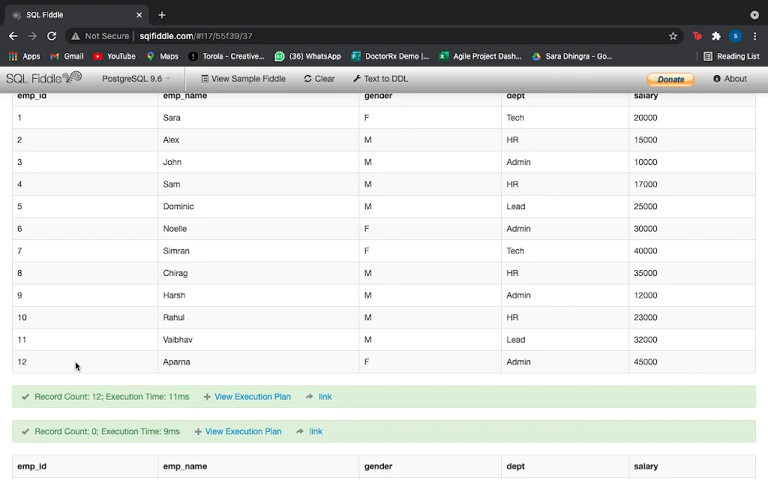 SQL Fiddle
Not Secure | sqlfiddle.com/#!17/55f39/37
Apps Gmail YouTube Maps Torola - Creative... (36) WhatsApp DoctorRx Demo |... Agile Project Dash... Sara Dhingra - Go... Reading List
SQL Fiddle PostgreSQL 9.6 View Sample Fiddle Clear Text to DDL Donate About
emp_id emp_name gender dept salary
1 Sara F Tech 20000
2 Alex M HR 15000
3 John M Admin 10000
4 Sam M HR 17000
5 Dominic M Lead 25000
6 Noelle F Admin 30000
7 Simran F Tech 40000
8 Chirag M HR 35000
9 Harsh M Admin 12000
10 Rahul M HR 23000
11 Vaibhav M Lead 32000
12 Aparna F Admin 45000
Record Count: 12; Execution Time: 11ms View Execution Plan link
Record Count: 0; Execution Time: 9ms View Execution Plan link
emp_id emp_name gender dept salary